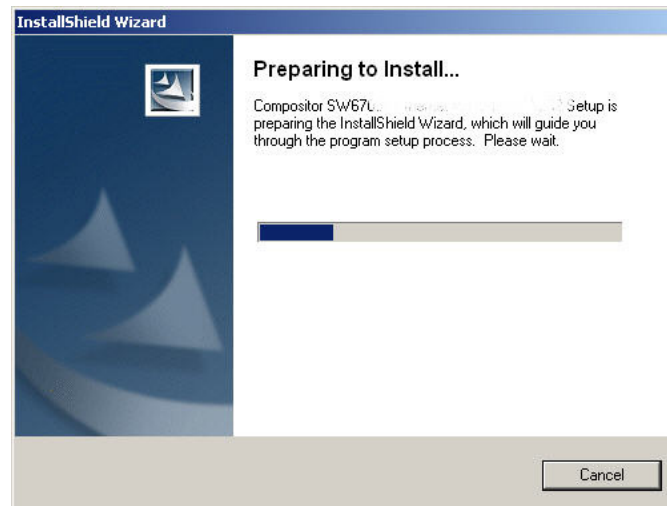 InstallShield Wizard
Preparing to Install...
Compositor Setup is
preparing the InstallShield Wizard, which will guide you
through the program setup process. Please wait.
Cancel